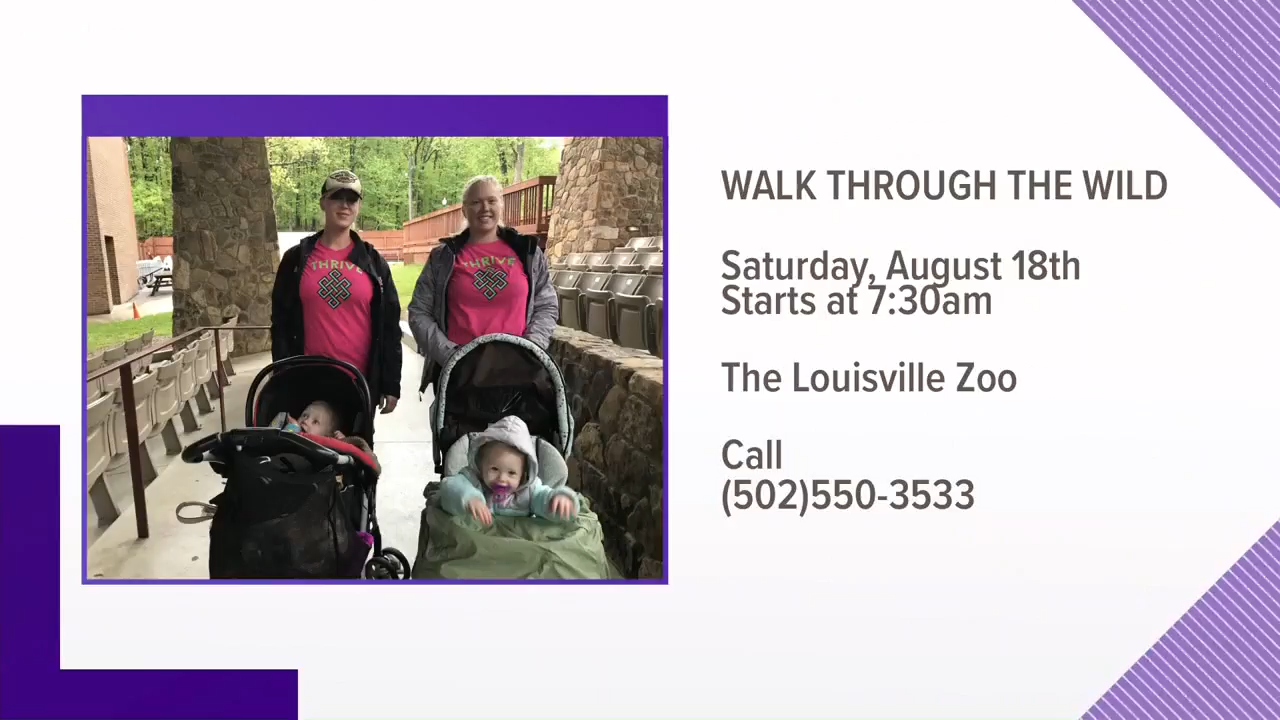 THRIVE
THRIVE
WALK THROUGH THE WILD
Saturday, August 18th
Starts at 7:30am
The Louisville Zoo
Call
(502)550-3533